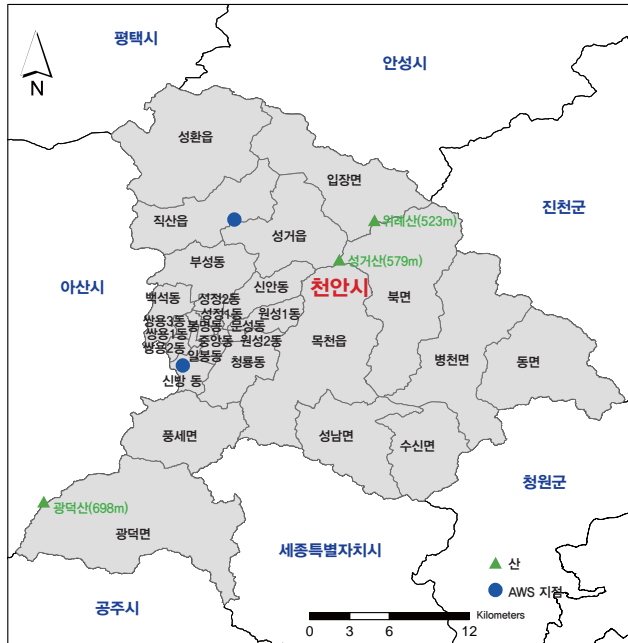 평택시
안성시
N
성환읍
입장면
직산읍
위례산(523m)
진천군
성거읍
부성동
성거산(579m)
아산시
신안동
천안시
백석동
성정2동
북면
성정1동
원성1동
쌍용3동
봉명동
문성동
쌍용1동
중앙동
원성2동
목천읍
쌍용2동
일봉동
청룡동
병천면
동면
신방 동
풍세면
성남면
수신면
청원군
광덕산(698m)
광덕면
세종특별자치시
산
AWS 지점
공주시
Kilometers
0 3 6 12